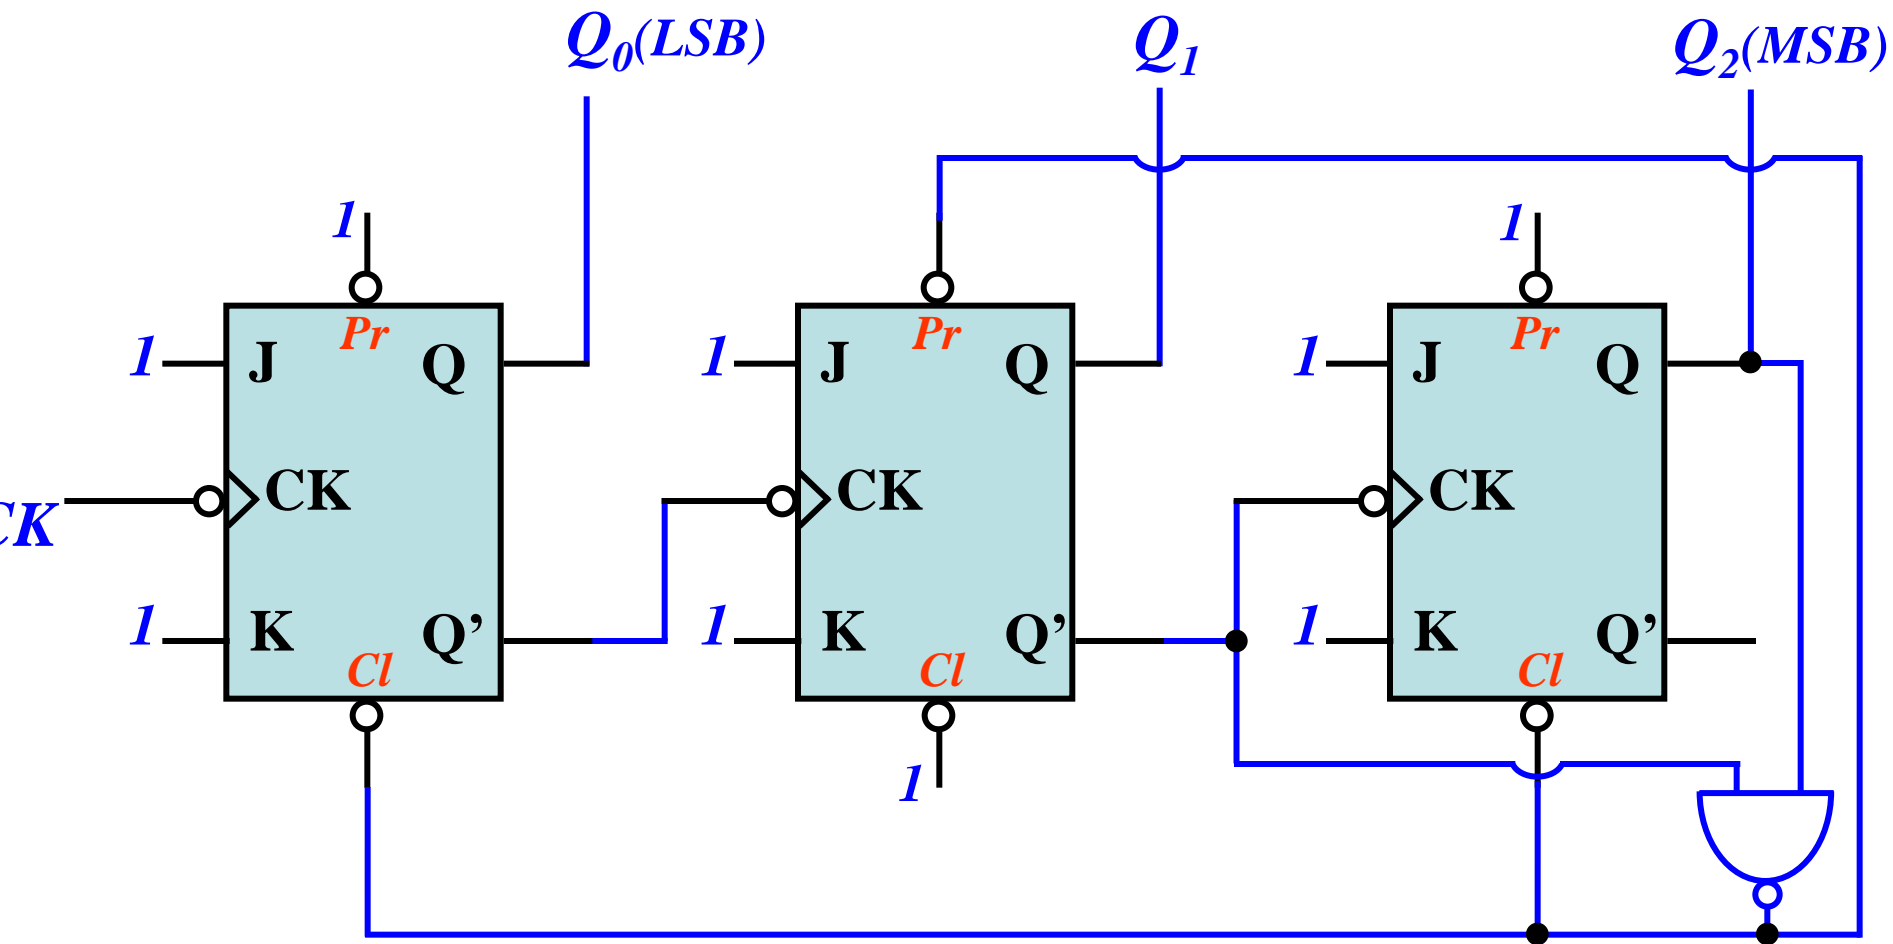 Q0(LSB) Q1 Q2(MSB)
1 1
Pr Pr Pr
1 J Q 1 J Q 1 J Q
CK CK CK CK
1 K Q’ 1 K Q’ 1 K Q’
Cl Cl Cl
1